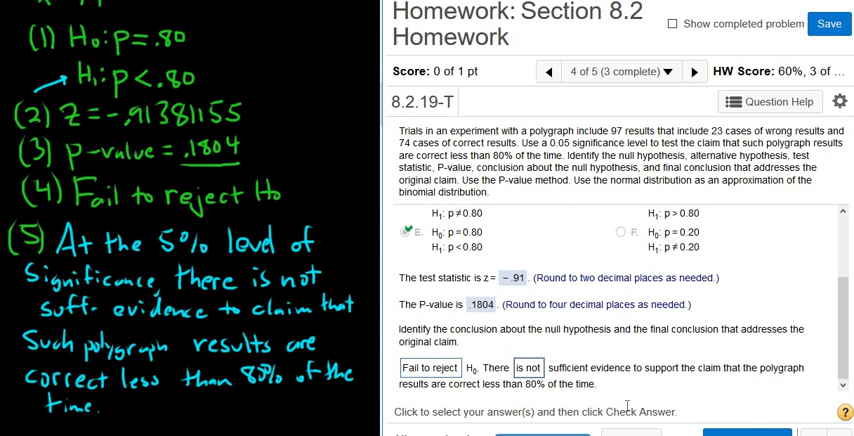 (1) H₀: p = .80
H₁: p < .80
(2) Z = -.91381155
(3) p-value = .1804
(4) Fail to reject H₀
(5) At the 5% level of
significance, there is not
suff. evidence to claim that
such polygraph results are
correct less than 80% of the
time.
Homework: Section 8.2
Homework
Show completed problem
Save
Score: 0 of 1 pt
4 of 5 (3 complete)
HW Score: 60%, 3 of ...
8.2.19-T
Question Help
Trials in an experiment with a polygraph include 97 results that include 23 cases of wrong results and
74 cases of correct results. Use a 0.05 significance level to test the claim that such polygraph results
are correct less than 80% of the time. Identify the null hypothesis, alternative hypothesis, test
statistic, P-value, conclusion about the null hypothesis, and final conclusion that addresses the
original claim. Use the P-value method. Use the normal distribution as an approximation of the
binomial distribution.
H₁: p ≠ 0.80 H₁: p > 0.80
E. H₀: p = 0.80 F. H₀: p = 0.20
H₁: p < 0.80 H₁: p ≠ 0.20
The test statistic is z = - .91 . (Round to two decimal places as needed.)
The P-value is .1804 . (Round to four decimal places as needed.)
Identify the conclusion about the null hypothesis and the final conclusion that addresses the
original claim.
Fail to reject H₀. There is not sufficient evidence to support the claim that the polygraph
results are correct less than 80% of the time.
Click to select your answer(s) and then click Check Answer.
?